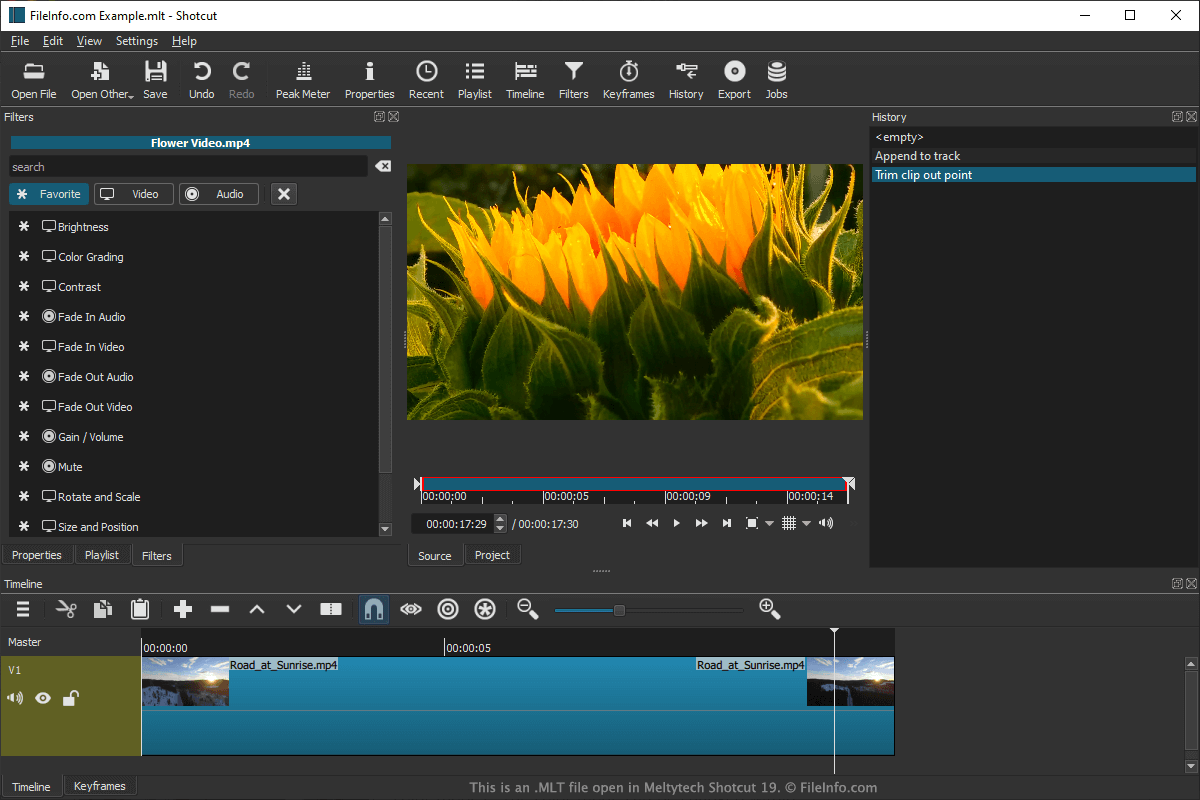 FileInfo.com Example.mlt - Shotcut
File Edit View Settings Help
Open File Open Other Save Undo Redo Peak Meter Properties Recent Playlist Timeline Filters Keyframes History Export Jobs
Filters
Flower Video.mp4
search
Favorite Video Audio
Brightness
Color Grading
Contrast
Fade In Audio
Fade In Video
Fade Out Audio
Fade Out Video
Gain / Volume
Mute
Rotate and Scale
Size and Position
Properties Playlist Filters
00:00:00 00:00:05 00:00:09 00:00:14
00:00:17:29 / 00:00:17:30
Source Project
History
<empty>
Append to track
Trim clip out point
Timeline
Master
00:00:00 00:00:05
V1
Road_at_Sunrise.mp4 Road_at_Sunrise.mp4
Timeline Keyframes
This is an .MLT file open in Meltytech Shotcut 19. © FileInfo.com